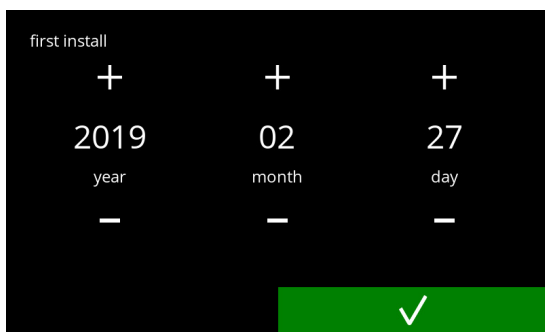 first install
+ + +
2019 02 27
year month day
- - -